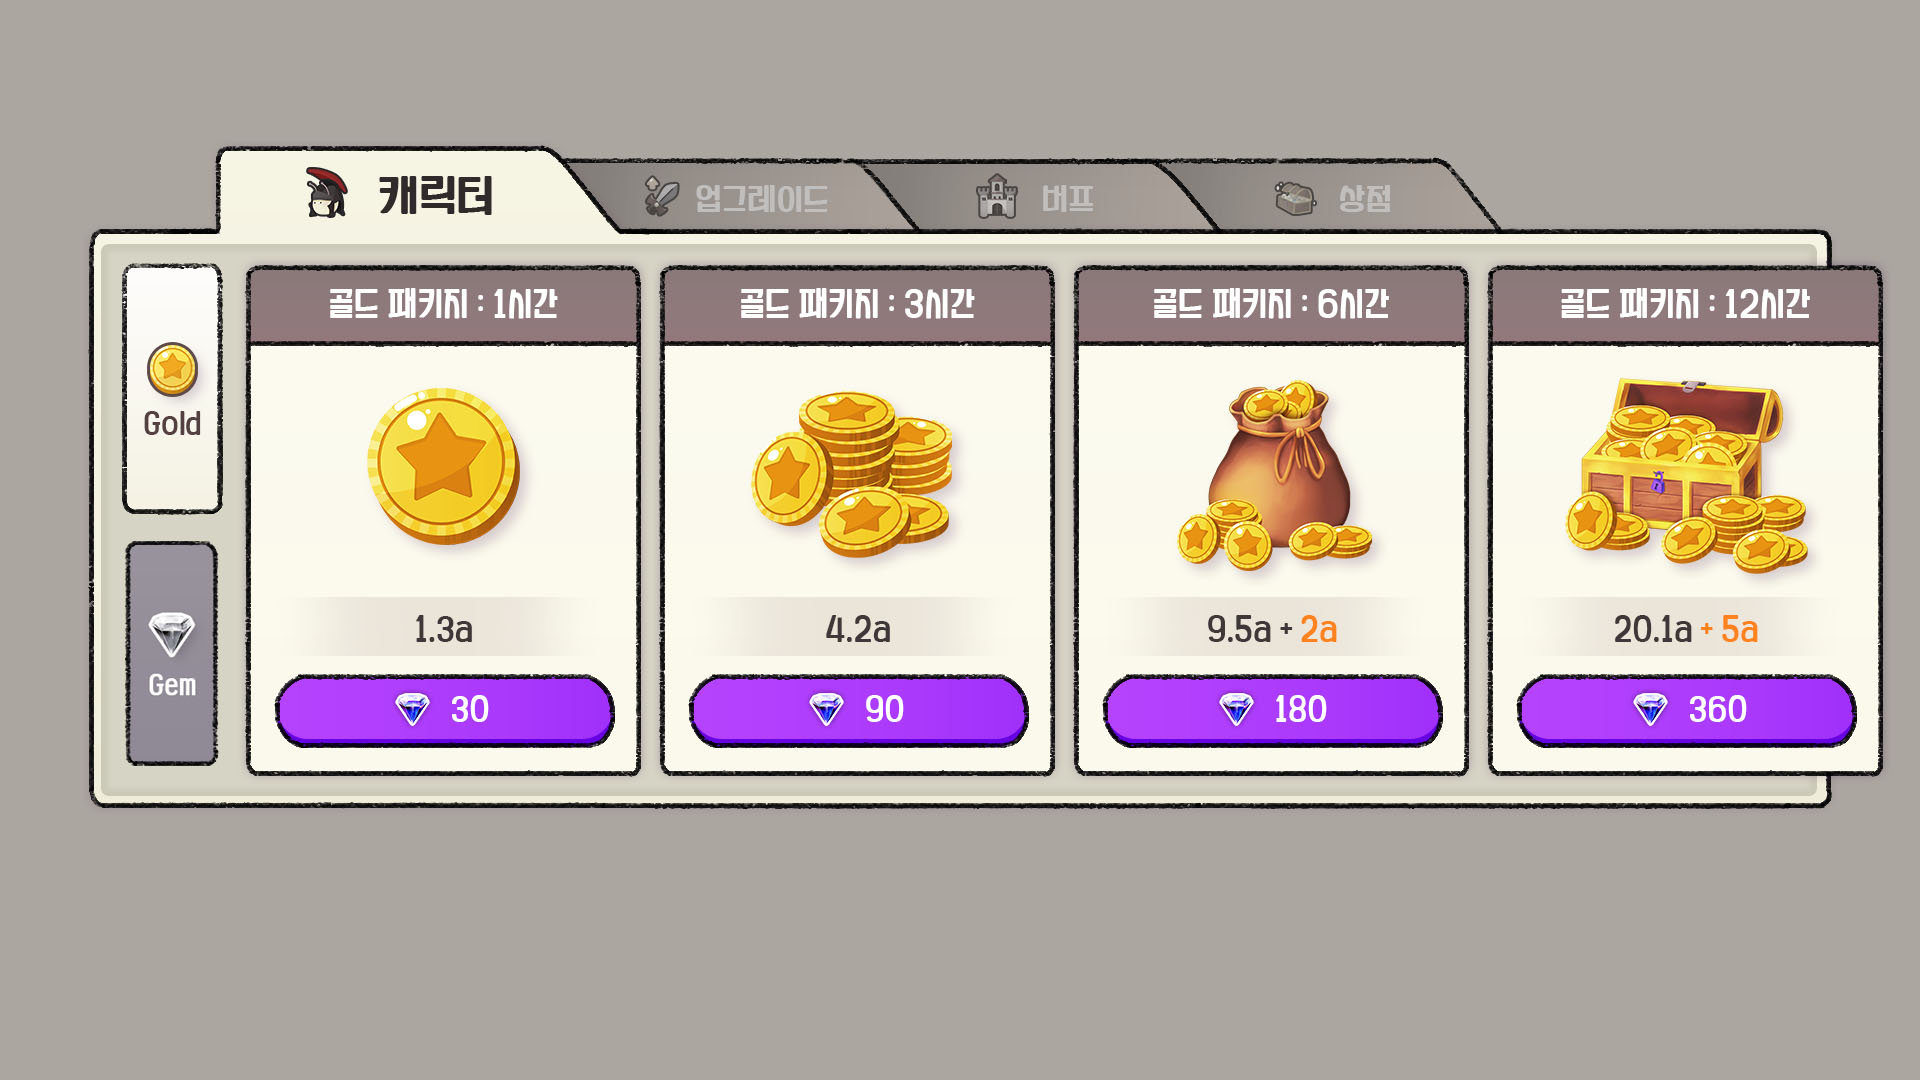 캐릭터
업그레이드
버프
상점
Gold
Gem
골드 패키지 : 1시간
1.3a
30
골드 패키지 : 3시간
4.2a
90
골드 패키지 : 6시간
9.5a + 2a
180
골드 패키지 : 12시간
20.1a + 5a
360